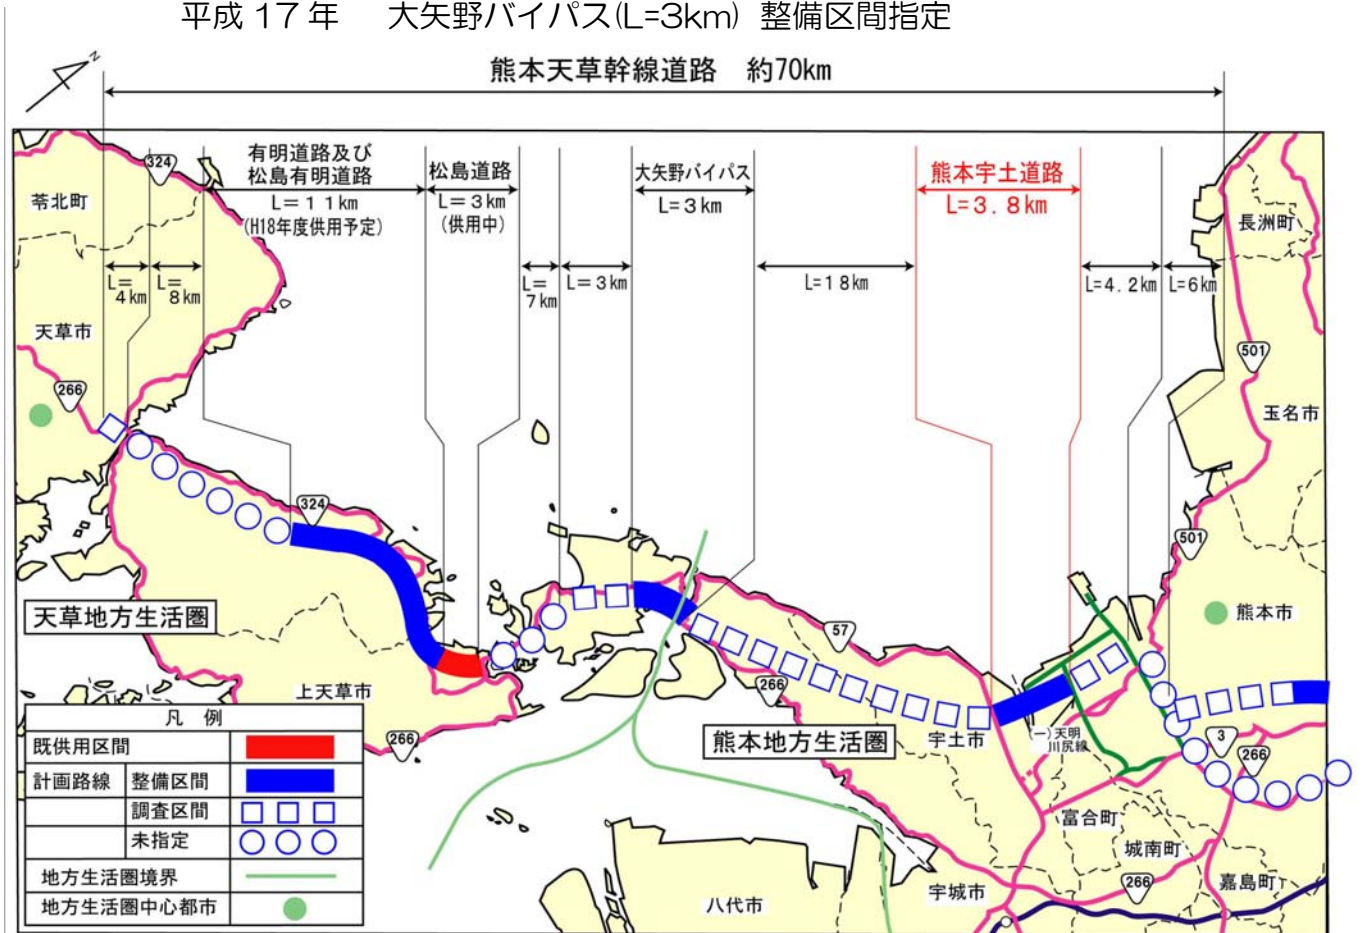 平成17年 大矢野バイパス(L=3km) 整備区間指定
N
熊本天草幹線道路 約70km
有明道路及び
松島有明道路
L=11km
(H18年度供用予定)
松島道路
L=3km
(供用中)
大矢野バイパス
L=3km
熊本宇土道路
L=3.8km
L=
4km
L=
8km
L=
7km
L=3km
L=18km
L=4.2km
L=6km
324
苓北町
天草市
266
長洲町
501
玉名市
324
501
天草地方生活圏
57
熊本市
上天草市
266
熊本地方生活圏
宇土市
(一)天明
川尻線
3
266
266
富合町
城南町
266
嘉島町
宇城市
八代市
凡例
既供用区間
計画路線 整備区間
調査区間
未指定
地方生活圏境界
地方生活圏中心都市